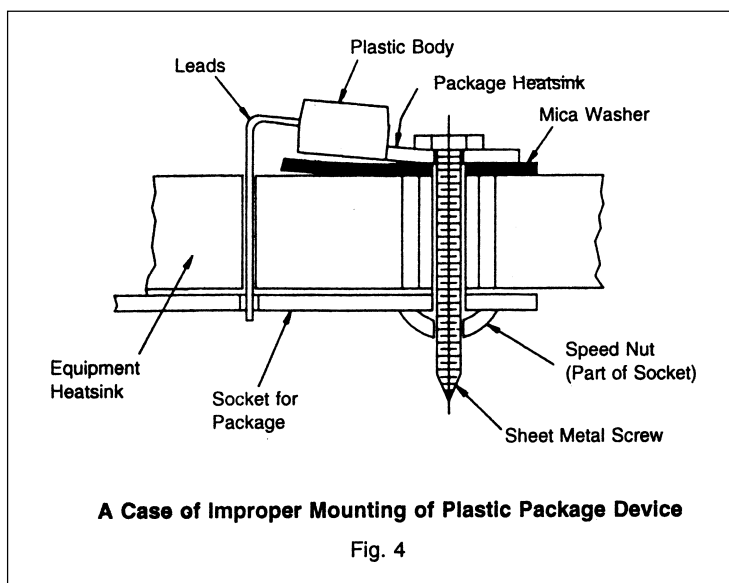 Plastic Body
Leads
Package Heatsink
Mica Washer
Equipment
Heatsink
Socket for
Package
Speed Nut
(Part of Socket)
Sheet Metal Screw
A Case of Improper Mounting of Plastic Package Device
Fig. 4